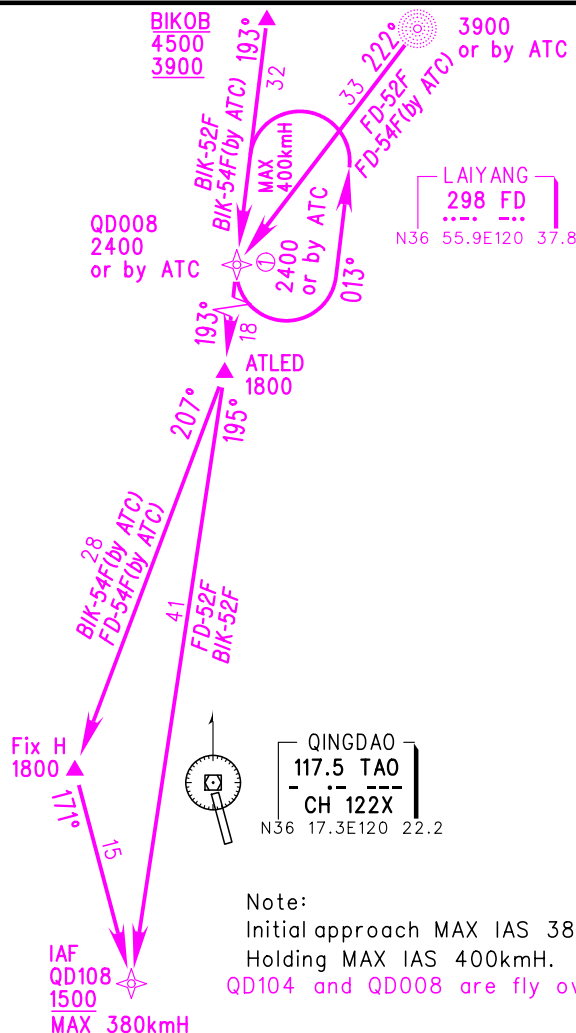 BIKOB
4500
3900
193°
32
BIK-52F
BIK-54F(by ATC)
3900
or by ATC
222°
33
FD-52F
FD-54F(by ATC)
MAX
400kmH
LAIYANG
298 FD
..-. -..
N36 55.9E120 37.8
QD008
2400
or by ATC
1
2400
or by ATC
013°
193°
18
ATLED
1800
207°
195°
28
BIK-54F(by ATC)
FD-54F(by ATC)
41
FD-52F
BIK-52F
Fix H
1800
171°
15
QINGDAO
117.5 TAO
- .- ---
CH 122X
N36 17.3E120 22.2
IAF
QD108
1500
MAX 380kmH
Note:
Initial approach MAX IAS 38
Holding MAX IAS 400kmH.
QD104 and QD008 are fly ov